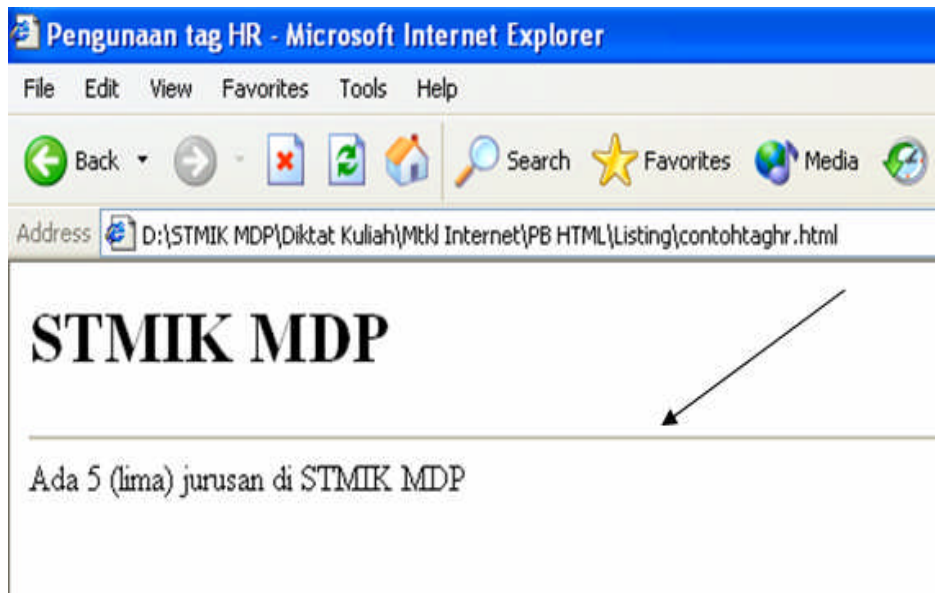 Pengunaan tag HR - Microsoft Internet Explorer
File Edit View Favorites Tools Help
Back Search Favorites Media
Address D:\STMIK MDP\Diktat Kuliah\Mtkl Internet\PB HTML\Listing\contohtaghr.html
STMIK MDP
Ada 5 (lima) jurusan di STMIK MDP